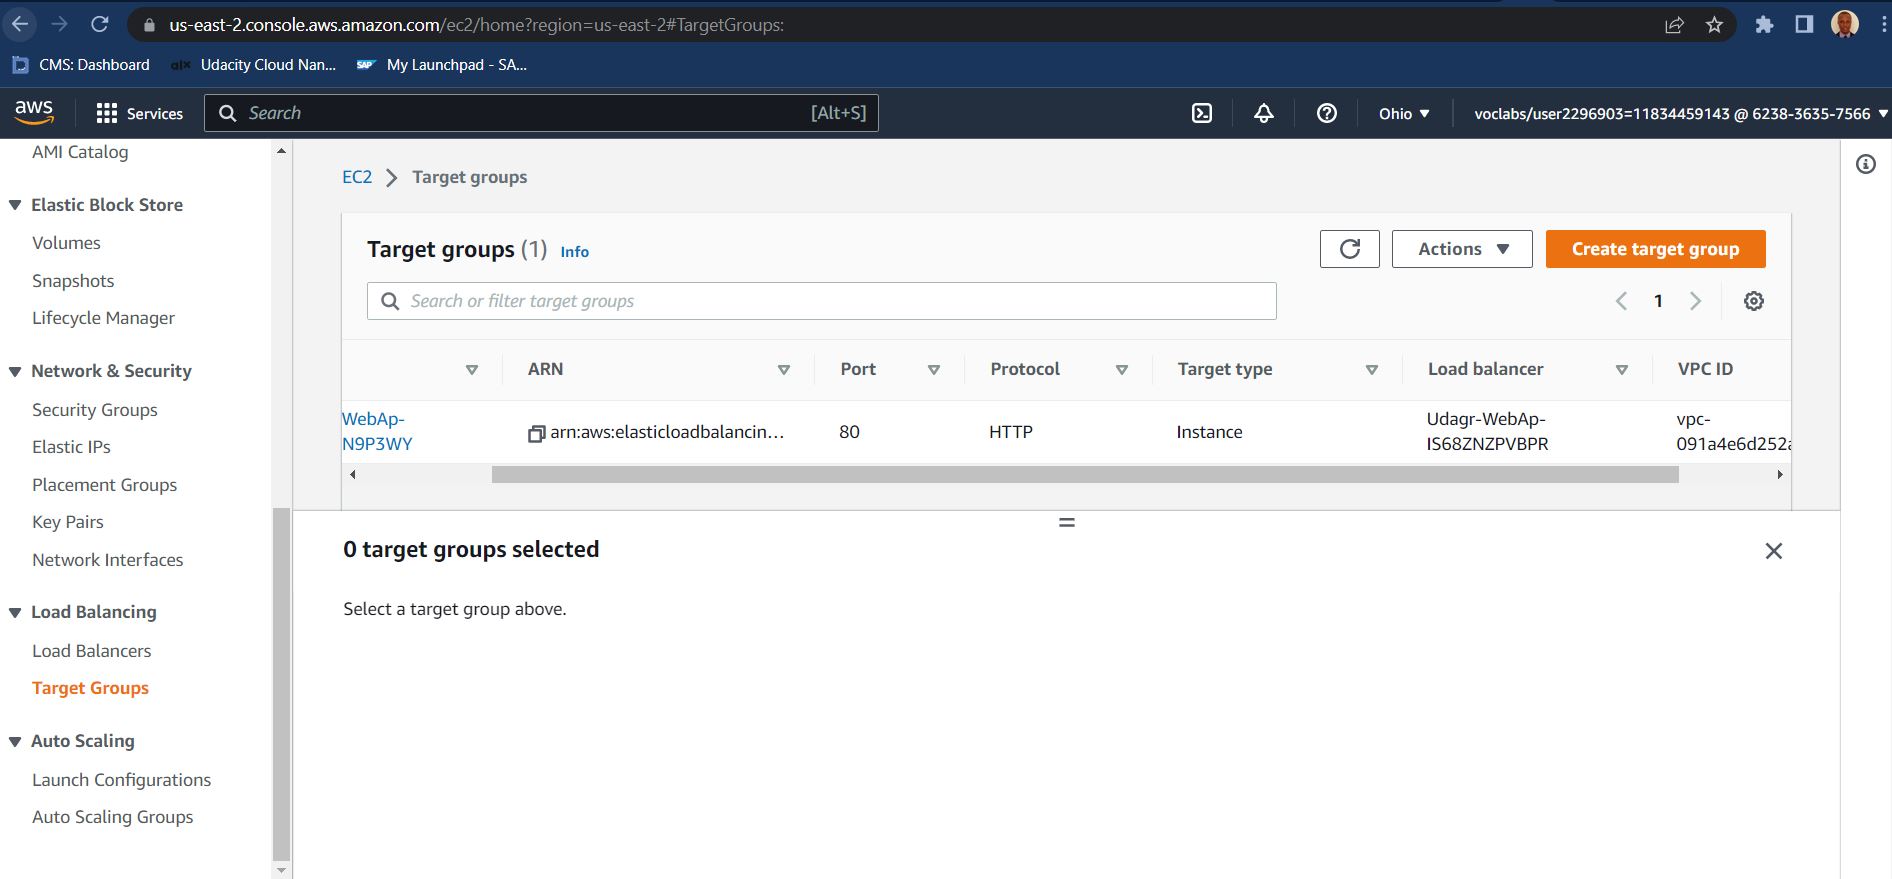 us-east-2.console.aws.amazon.com/ec2/home?region=us-east-2#TargetGroups:
CMS: Dashboard
alx Udacity Cloud Nan...
SAP My Launchpad - SA...
aws
Services
Search
[Alt+S]
Ohio
voclabs/user2296903=11834459143 @ 6238-3635-7566
AMI Catalog
Elastic Block Store
Volumes
Snapshots
Lifecycle Manager
Network & Security
Security Groups
Elastic IPs
Placement Groups
Key Pairs
Network Interfaces
Load Balancing
Load Balancers
Target Groups
Auto Scaling
Launch Configurations
Auto Scaling Groups
EC2 > Target groups
Target groups (1) Info
Actions
Create target group
Search or filter target groups
1
ARN
Port
Protocol
Target type
Load balancer
VPC ID
WebAp-
N9P3WY
arn:aws:elasticloadbalancin...
80
HTTP
Instance
Udagr-WebAp-
IS68ZNZPVBPR
vpc-
091a4e6d252a
0 target groups selected
Select a target group above.